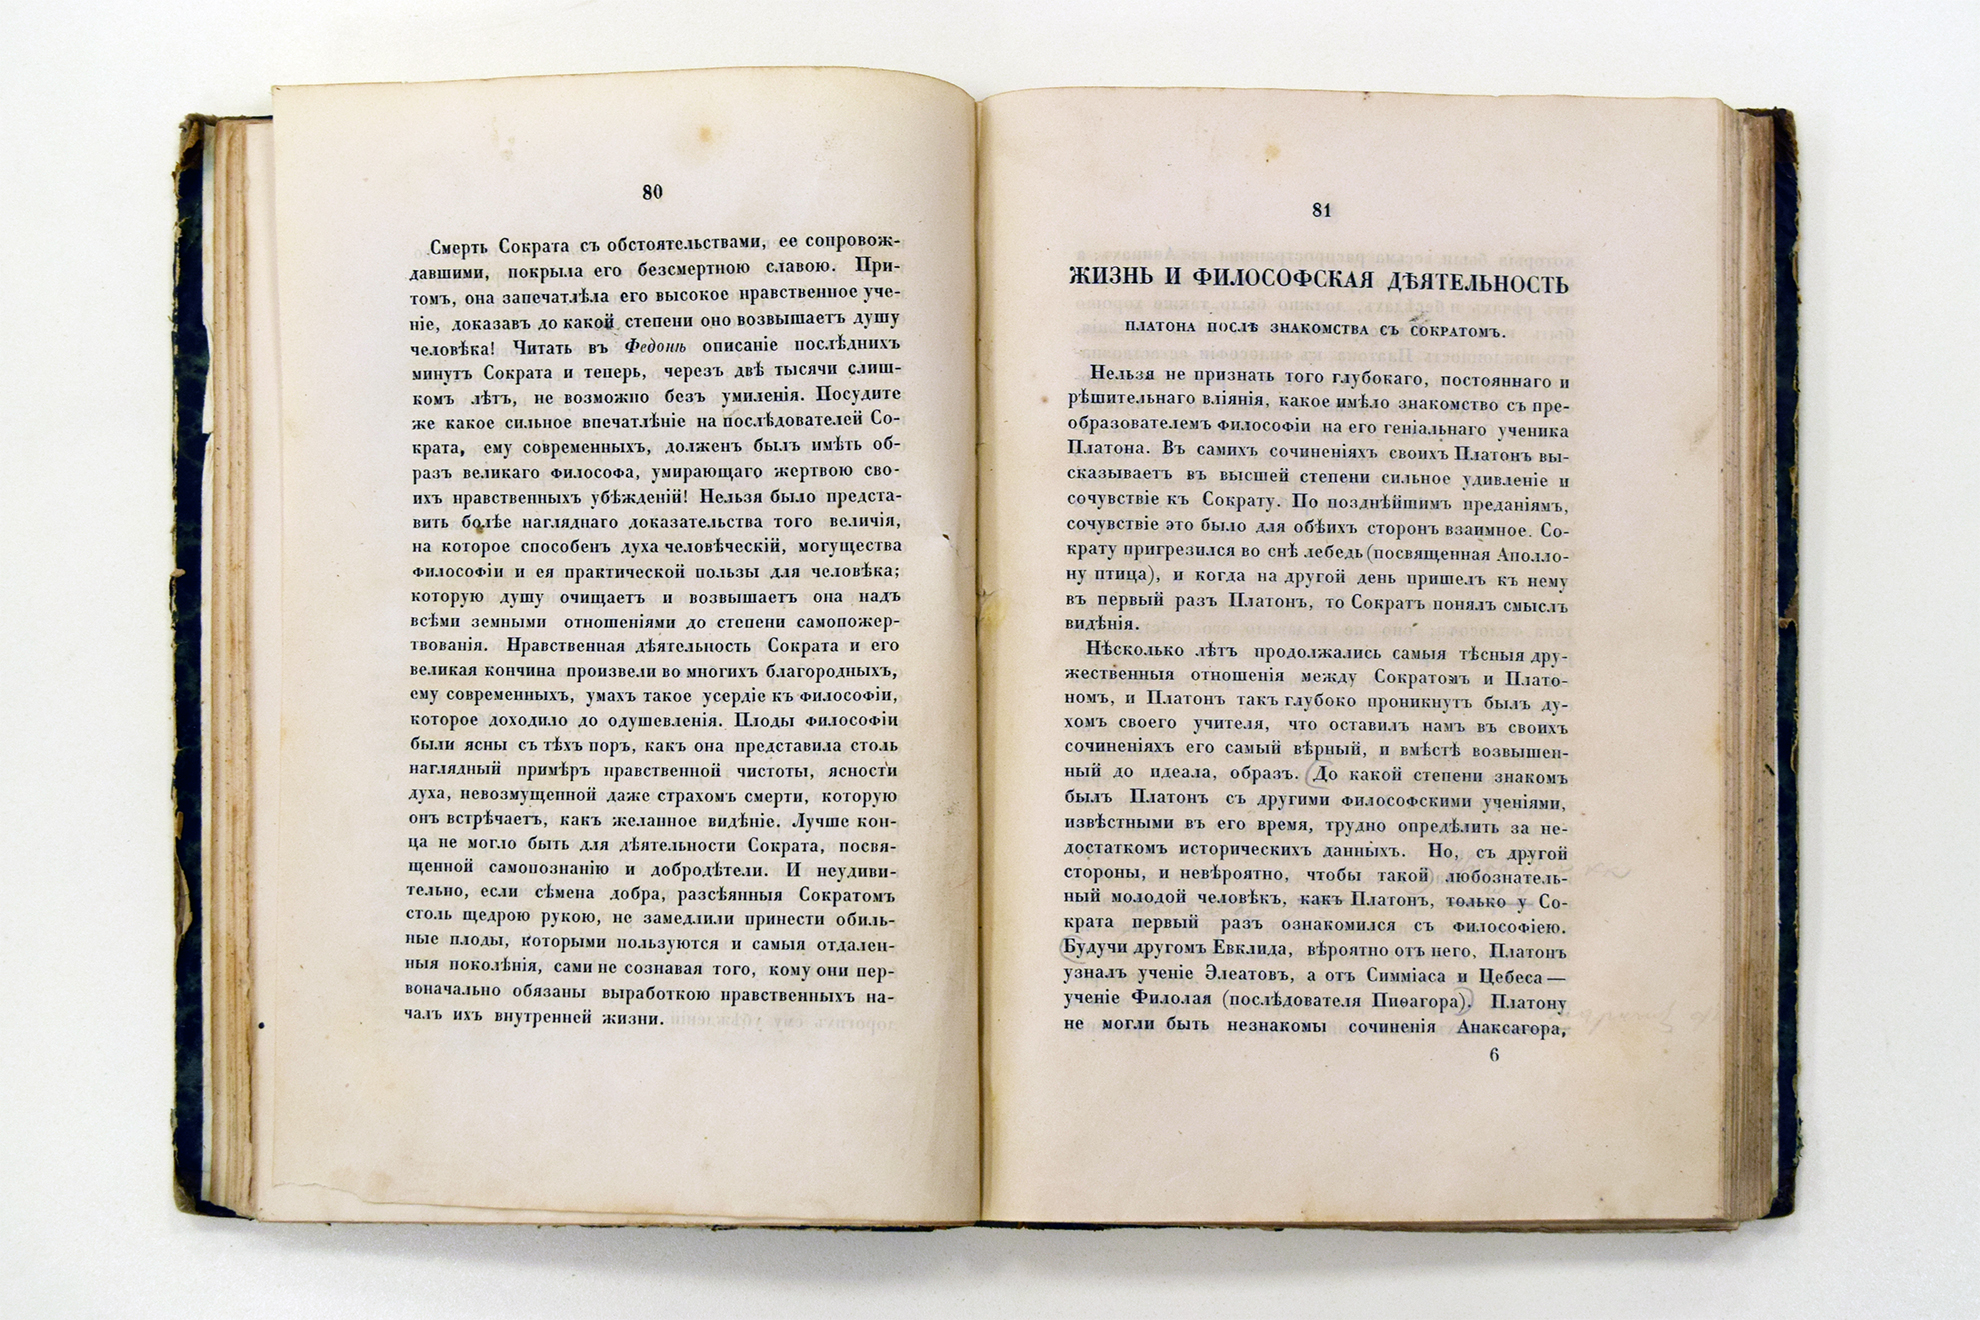 80
Смерть Сократа съ обстоятельствами, ее сопровож-
давшими, покрыла его безсмертною славою. При-
томъ, она запечатлѣла его высокое нравственное уче-
ніе, доказавъ до какой степени оно возвышаетъ душу
человѣка! Читать въ Федонѣ описаніе послѣднихъ
минутъ Сократа и теперь, черезъ двѣ тысячи слиш-
комъ лѣтъ, не возможно безъ умиленія. Посудите
же какое сильное впечатлѣніе на послѣдователей Со-
крата, ему современныхъ, долженъ былъ имѣть об-
разъ великаго философа, умирающаго жертвою сво-
ихъ нравственныхъ убѣжденій! Нельзя было предста-
вить болѣе нагляднаго доказательства того величія,
на которое способенъ духа человѣческій, могущества
философіи и ея практической пользы для человѣка;
которую душу очищаетъ и возвышаетъ она надъ
всѣми земными отношеніями до степени самопожер-
твованія. Нравственная дѣятельность Сократа и его
великая кончина произвели во многихъ благородныхъ,
ему современныхъ, умахъ такое усердіе къ философіи,
которое доходило до одушевленія. Плоды философіи
были ясны съ тѣхъ поръ, какъ она представила столь
наглядный примѣръ нравственной чистоты, ясности
духа, невозмущенной даже страхомъ смерти, которую
онъ встрѣчаетъ, какъ желанное видѣніе. Лучше кон-
ца не могло быть для дѣятельности Сократа, посвя-
щенной самопознанію и добродѣтели. И неудиви-
тельно, если сѣмена добра, разсѣянныя Сократомъ
столь щедрою рукою, не замедлили принести обиль-
ные плоды, которыми пользуются и самыя отдален-
ныя поколѣнія, сами не сознавая того, кому они пер-
воначально обязаны выработкою нравственныхъ на-
чалъ ихъ внутренней жизни.
81
ЖИЗНЬ И ФИЛОСОФСКАЯ ДѢЯТЕЛЬНОСТЬ
ПЛАТОНА ПОСЛѢ ЗНАКОМСТВА СЪ СОКРАТОМЪ.
Нельзя не признать того глубокаго, постояннаго и
рѣшительнаго вліянія, какое имѣло знакомство съ пре-
образователемъ философіи на его геніальнаго ученика
Платона. Въ самихъ сочиненіяхъ своихъ Платонъ вы-
сказываетъ въ высшей степени сильное удивленіе и
сочувствіе къ Сократу. По позднѣйшимъ преданіямъ,
сочувствіе это было для обѣихъ сторонъ взаимное. Со-
крату пригрезился во снѣ лебедь (посвященная Аполло-
ну птица), и когда на другой день пришелъ къ нему
въ первый разъ Платонъ, то Сократъ понялъ смыслъ
видѣнія.
Нѣсколько лѣтъ продолжались самыя тѣсныя дру-
жественныя отношенія между Сократомъ и Плато-
номъ, и Платонъ такъ глубоко проникнутъ былъ ду-
хомъ своего учителя, что оставилъ намъ въ своихъ
сочиненіяхъ его самый вѣрный, и вмѣстѣ возвышен-
ный до идеала, образъ. До какой степени знакомъ
былъ Платонъ съ другими философскими ученіями,
извѣстными въ его время, трудно опредѣлить за не-
достаткомъ историческихъ данныхъ. Но, съ другой
стороны, и невѣроятно, чтобы такой любознатель-
ный молодой человѣкъ, какъ Платонъ, только у Со-
крата первый разъ ознакомился съ философіею.
Будучи другомъ Евклида, вѣроятно отъ него, Платонъ
узналъ ученіе Элеатовъ, а отъ Симміаса и Цебеса —
ученіе Филолая (послѣдователя Пиѳагора). Платону
не могли быть незнакомы сочиненія Анаксагора,
6